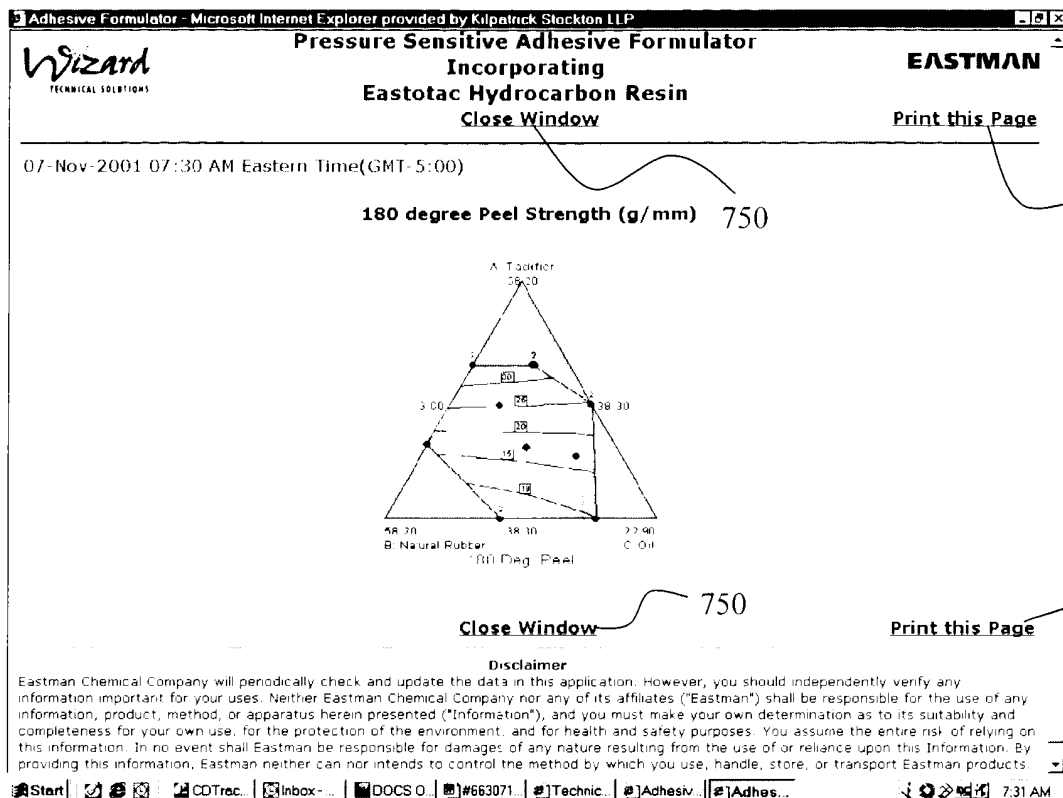 Adhesive Formulator - Microsoft Internet Explorer provided by Kilpatrick Stockton LLP
Wizard
TECHNICAL SOLUTIONS
Pressure Sensitive Adhesive Formulator
Incorporating
Eastotac Hydrocarbon Resin
EASTMAN
Close Window
Print this Page
07-Nov-2001 07:30 AM Eastern Time(GMT-5:00)
750
180 degree Peel Strength (g/mm)
A: Tackifier
58.20
2
2
2
3.00
38.30
26
20
15
2
58.20
38.30
22.90
B: Natural Rubber
C: Oil
180 Deg. Peel
750
Close Window
Print this Page
Disclaimer
Eastman Chemical Company will periodically check and update the data in this application. However, you should independently verify any
information important for your uses. Neither Eastman Chemical Company nor any of its affiliates ("Eastman") shall be responsible for the use of any
information, product, method, or apparatus herein presented ("Information"), and you must make your own determination as to its suitability and
completeness for your own use, for the protection of the environment, and for health and safety purposes. You assume the entire risk of relying on
this information. In no event shall Eastman be responsible for damages of any nature resulting from the use of or reliance upon this Information. By
providing this information, Eastman neither can nor intends to control the method by which you use, handle, store, or transport Eastman products.
Start
CDTrac...
Inbox - ...
DOCS O...
#663071...
Technic...
Adhesiv...
Adhes...
7:31 AM